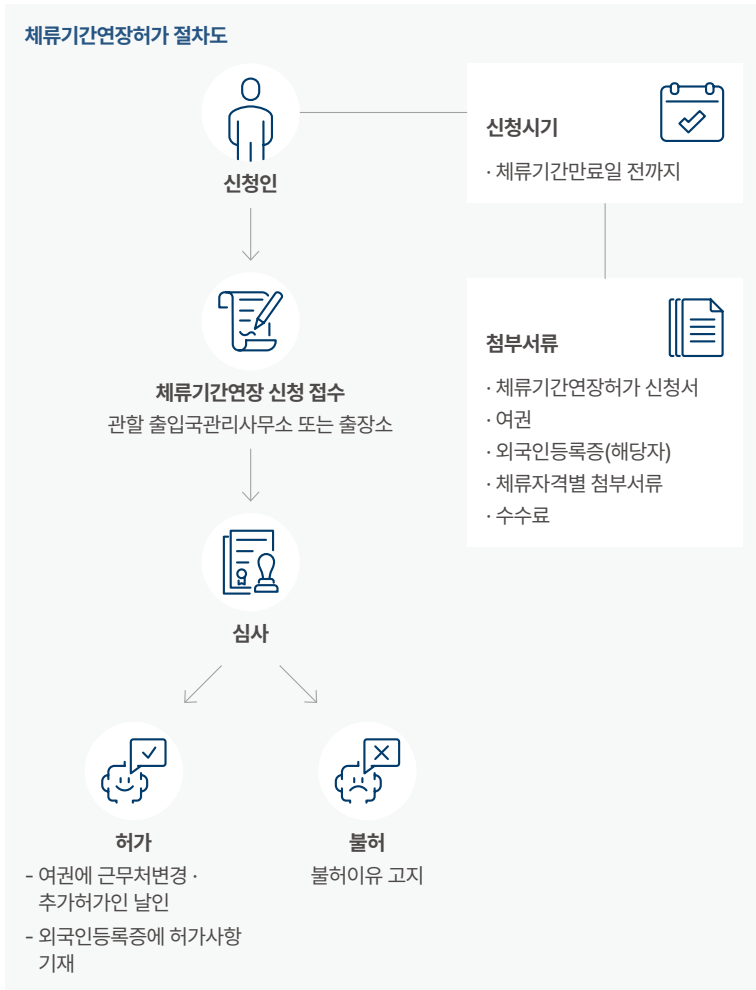 체류기간연장허가 절차도
신청인
신청시기
· 체류기간만료일 전까지
첨부서류
· 체류기간연장허가 신청서
· 여권
· 외국인등록증(해당자)
· 체류자격별 첨부서류
· 수수료
체류기간연장 신청 접수
관할 출입국관리사무소 또는 출장소
심사
허가
- 여권에 근무처변경 ·
추가허가인 날인
- 외국인등록증에 허가사항
기재
불허
불허이유 고지